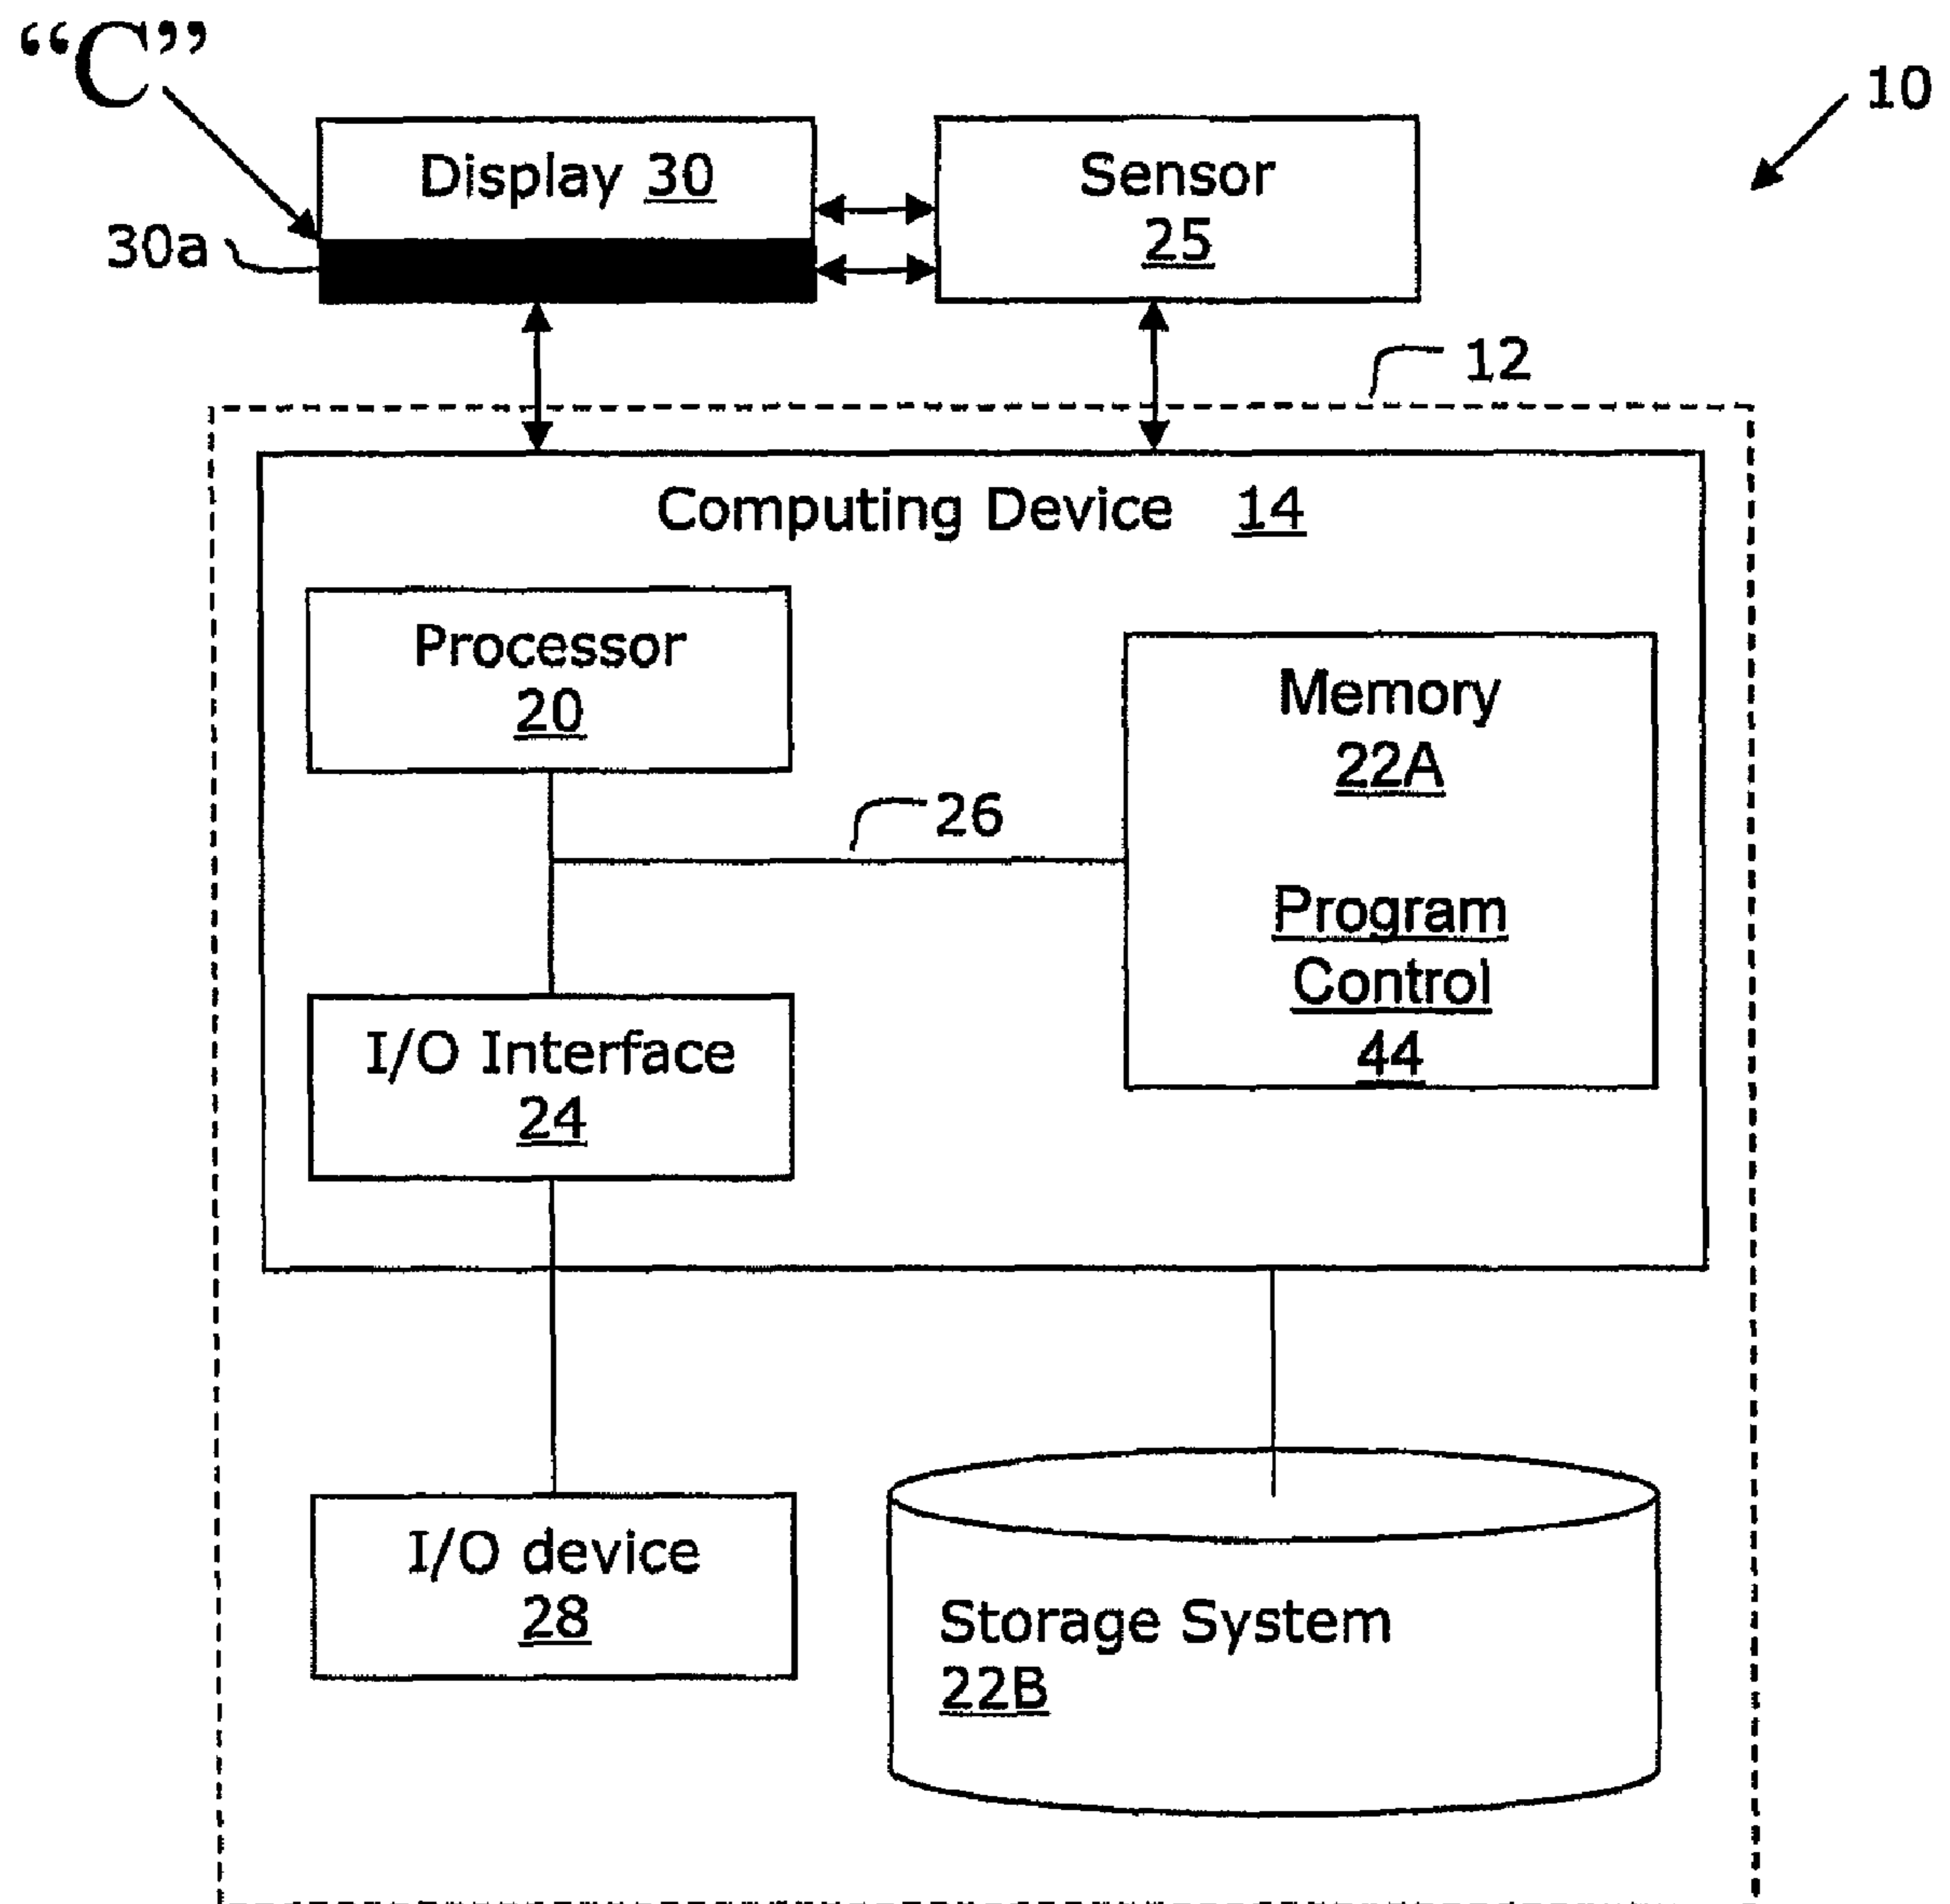 “C”
10
Display 30
Sensor
25
30a
12
Computing Device 14
Processor
20
Memory
22A
26
Program
Control
44
I/O Interface
24
I/O device
28
Storage System
22B